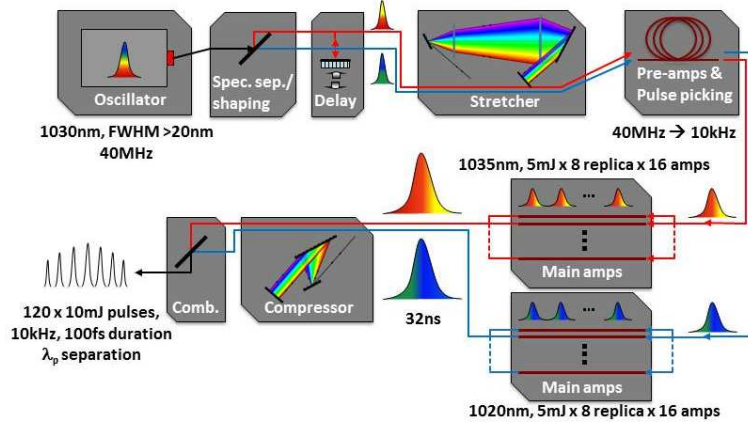 Oscillator
Spec. sep./
shaping
Delay
Stretcher
Pre-amps &
Pulse picking
1030nm, FWHM >20nm
40MHz
40MHz → 10kHz
1035nm, 5mJ x 8 replica x 16 amps
...
Main amps
Comb.
Compressor
32ns
120 x 10mJ pulses,
10kHz, 100fs duration
λp separation
...
Main amps
1020nm, 5mJ x 8 replica x 16 amps